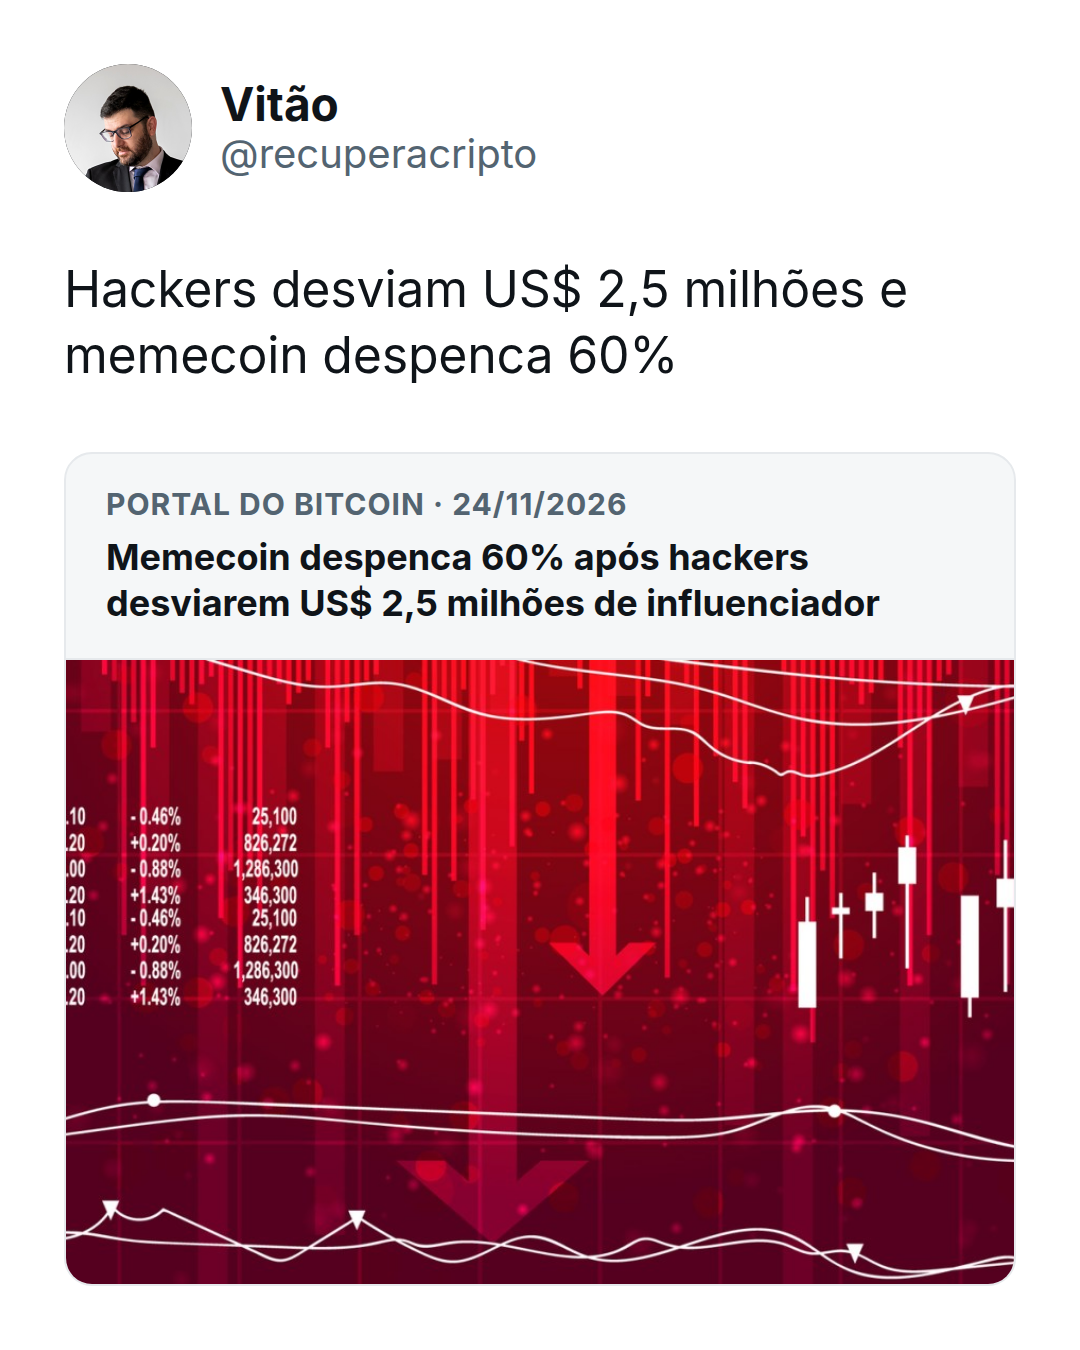 Vitão
@recuperacripto
Hackers desviam US$ 2,5 milhões e
memecoin despenca 60%
PORTAL DO BITCOIN · 24/11/2026
Memecoin despenca 60% após hackers
desviarem US$ 2,5 milhões de influenciador
.10 - 0.46% 25,100
.20 +0.20% 826,272
.00 - 0.88% 1,286,300
.20 +1.43% 346,300
.10 - 0.46% 25,100
.20 +0.20% 826,272
.00 - 0.88% 1,286,300
.20 +1.43% 346,300